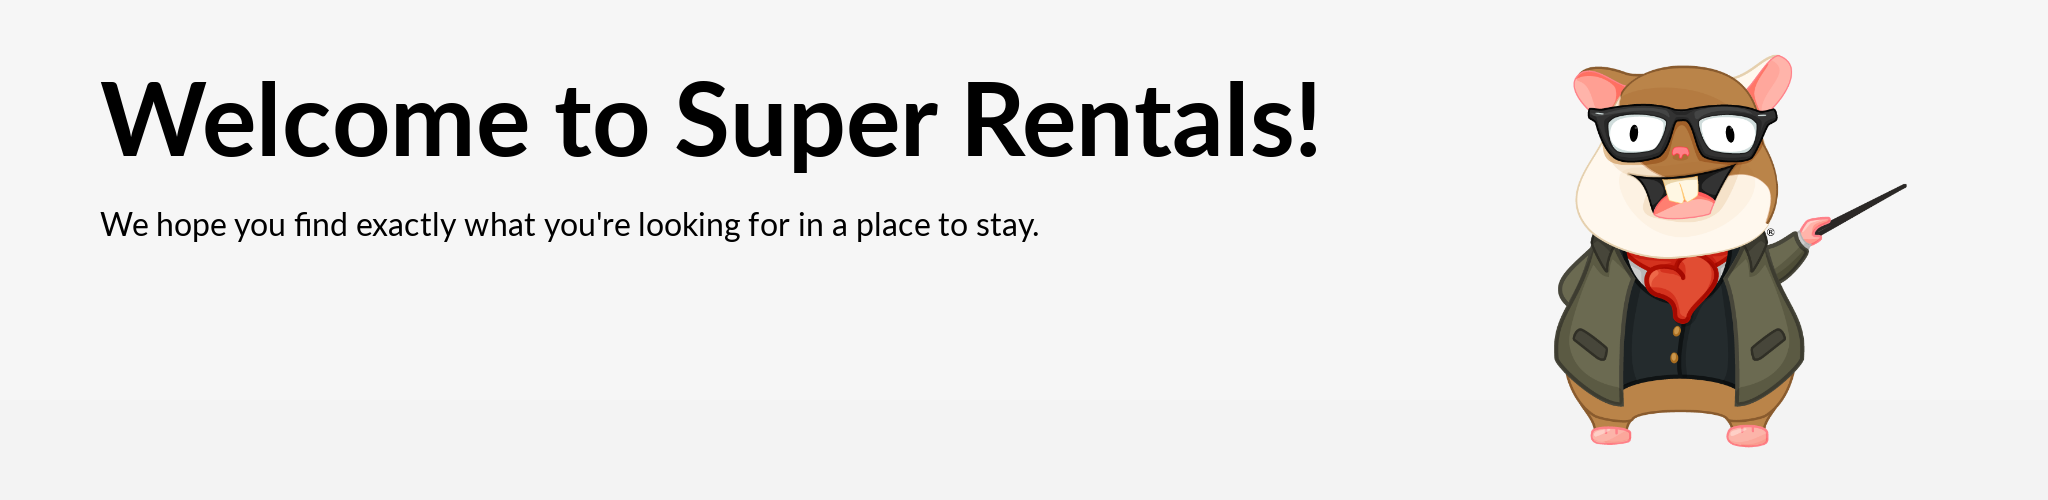 Welcome to Super Rentals!
We hope you find exactly what you're looking for in a place to stay.
®